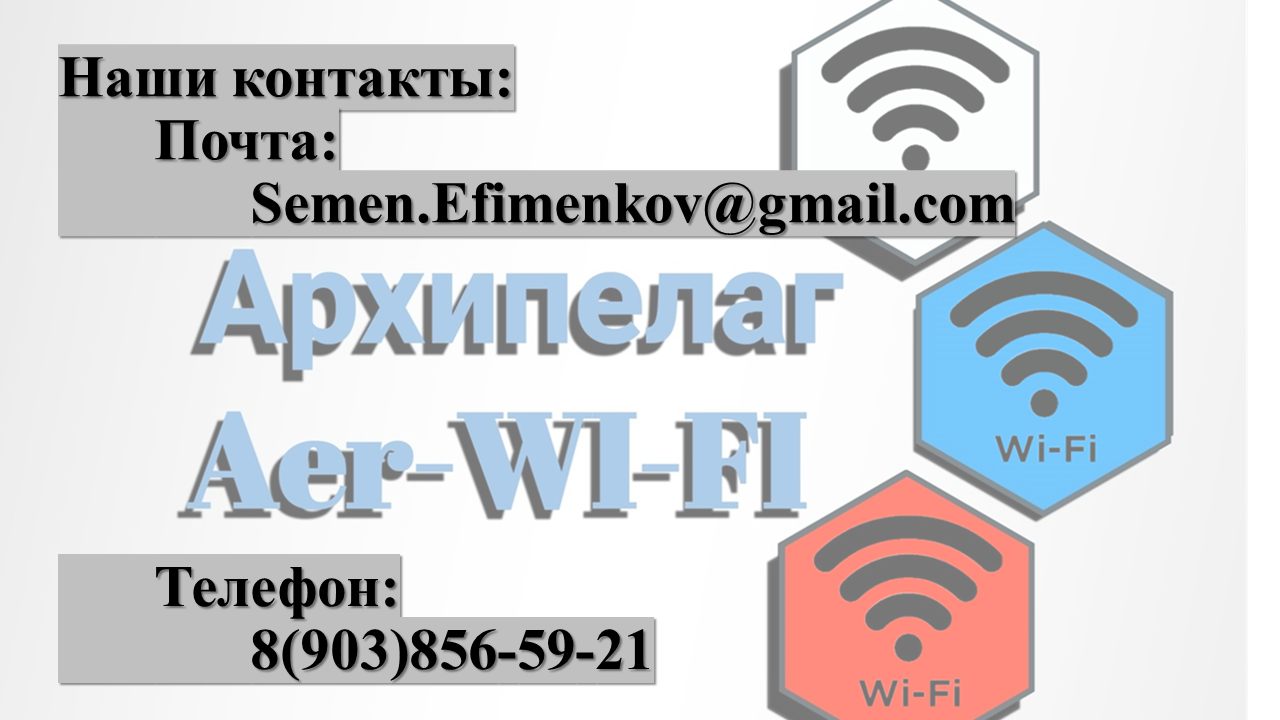 Наши контакты:
Почта:
Semen.Efimenkov@gmail.com
Архипелаг
Aer-WI-FI
Wi-Fi
Телефон:
8(903)856-59-21
Wi-Fi